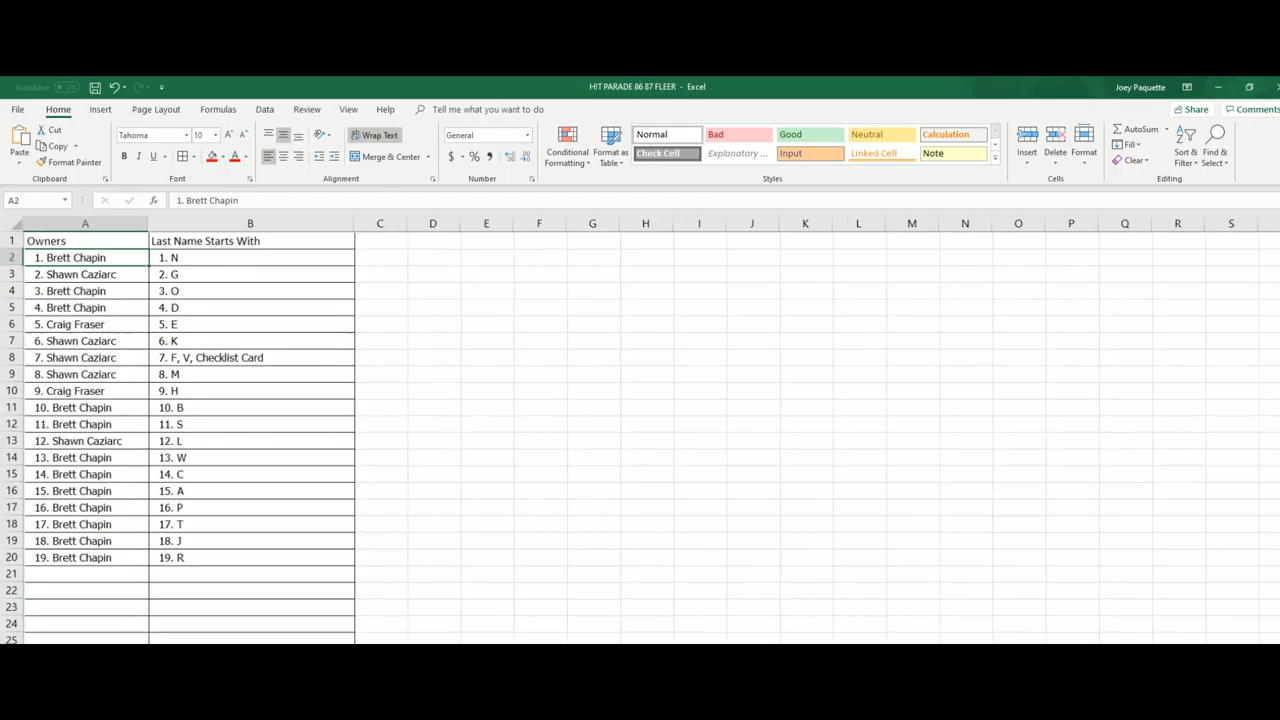 AutoSave Off HIT PARADE 86 87 FLEER - Excel Joey Paquette
File Home Insert Page Layout Formulas Data Review View Help Tell me what you want to do Share Comments
Paste Cut Copy Format Painter Clipboard
Tahoma 10 B I U A Font
Wrap Text Merge & Center Alignment
General $ % Number
Conditional Formatting Format as Table
Normal Bad Good Neutral Calculation
Check Cell Explanatory ... Input Linked Cell Note
Styles
Insert Delete Format Cells
AutoSum Fill Clear Sort & Filter Find & Select Editing
A2 fx 1. Brett Chapin
A B C D E F G H I J K L M N O P Q R S
1 Owners Last Name Starts With
2 1. Brett Chapin 1. N
3 2. Shawn Caziarc 2. G
4 3. Brett Chapin 3. O
5 4. Brett Chapin 4. D
6 5. Craig Fraser 5. E
7 6. Shawn Caziarc 6. K
8 7. Shawn Caziarc 7. F, V, Checklist Card
9 8. Shawn Caziarc 8. M
10 9. Craig Fraser 9. H
11 10. Brett Chapin 10. B
12 11. Brett Chapin 11. S
13 12. Shawn Caziarc 12. L
14 13. Brett Chapin 13. W
15 14. Brett Chapin 14. C
16 15. Brett Chapin 15. A
17 16. Brett Chapin 16. P
18 17. Brett Chapin 17. T
19 18. Brett Chapin 18. J
20 19. Brett Chapin 19. R
21
22
23
24
25